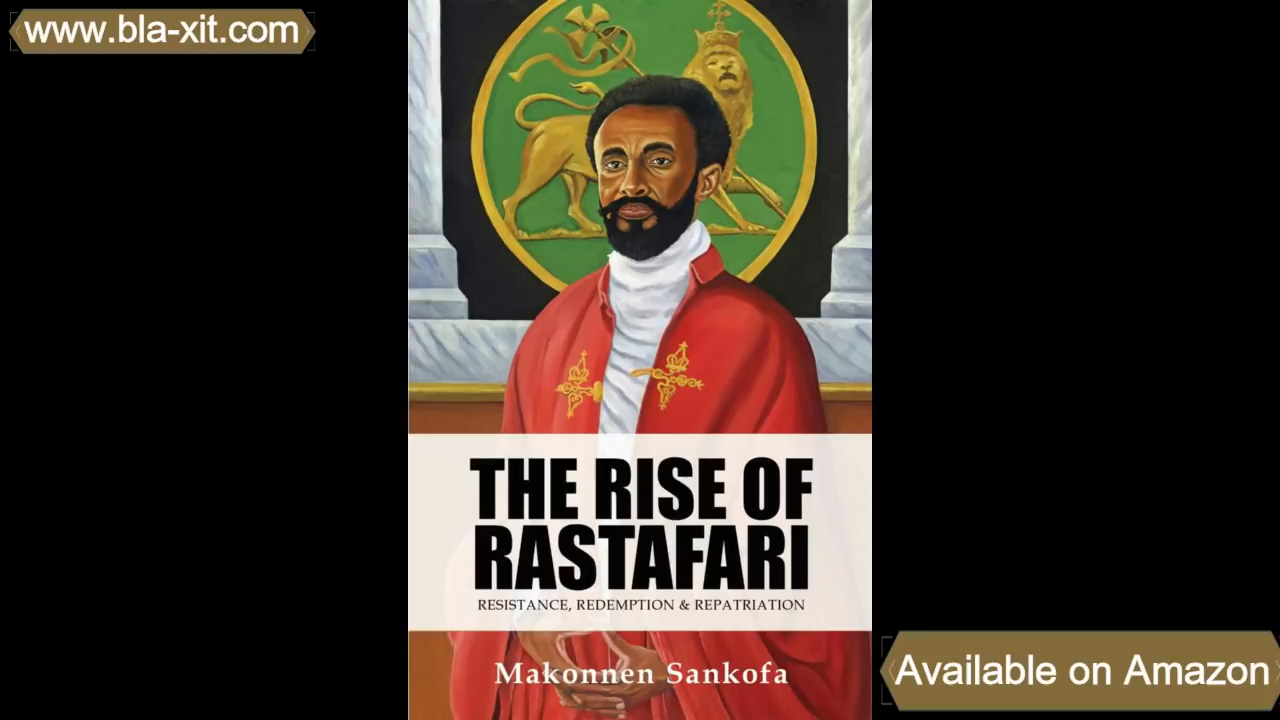 www.bla-xit.com
THE RISE OF
RASTAFARI
RESISTANCE, REDEMPTION & REPATRIATION
Makonnen Sankofa
Available on Amazon